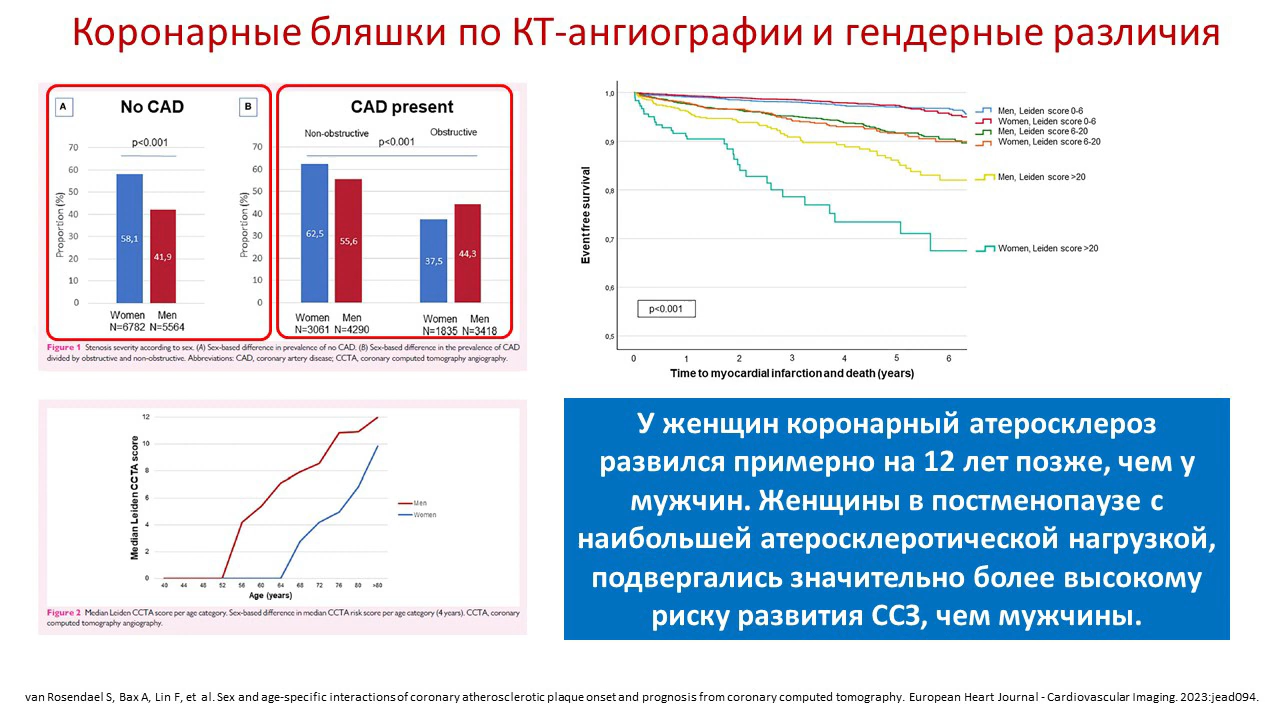 Коронарные бляшки по КТ-ангиографии и гендерные различия
A
No CAD
p<0.001
Proportion (%)
70
60
50
40
30
20
10
0
58,1
41,9
Women
N=6782
Men
N=5564
B
CAD present
Non-obstructive
Obstructive
p<0.001
Proportion (%)
70
60
50
40
30
20
10
0
62,5
55,6
37,5
44,3
Women
N=3061
Men
N=4290
Women
N=1835
Men
N=3418
Figure 1 Stenosis severity according to sex. (A) Sex-based difference in prevalence of no CAD. (B) Sex-based difference in the prevalence of CAD
divided by obstructive and non-obstructive. Abbreviations: CAD, coronary artery disease; CCTA, coronary computed tomography angiography.
Event free survival
1,0
0,9
0,8
0,7
0,6
0,5
p<0.001
0 1 2 3 4 5 6
Time to myocardial infarction and death (years)
Men, Leiden score 0-6
Women, Leiden score 0-6
Men, Leiden score 6-20
Women, Leiden score 6-20
Men, Leiden score >20
Women, Leiden score >20
Median Leiden CCTA score
12
10
8
6
4
2
0
40 44 48 52 56 60 64 68 72 76 80 >80
Age (years)
Men
Women
Figure 2 Median Leiden CCTA score per age category. Sex-based difference in median CCTA risk score per age category (4 years). CCTA, coronary
computed tomography angiography.
У женщин коронарный атеросклероз
развился примерно на 12 лет позже, чем у
мужчин. Женщины в постменопаузе с
наибольшей атеросклеротической нагрузкой,
подвергались значительно более высокому
риску развития ССЗ, чем мужчины.
van Rosendael S, Bax A, Lin F, et al. Sex and age-specific interactions of coronary atherosclerotic plaque onset and prognosis from coronary computed tomography. European Heart Journal - Cardiovascular Imaging. 2023:jead094.